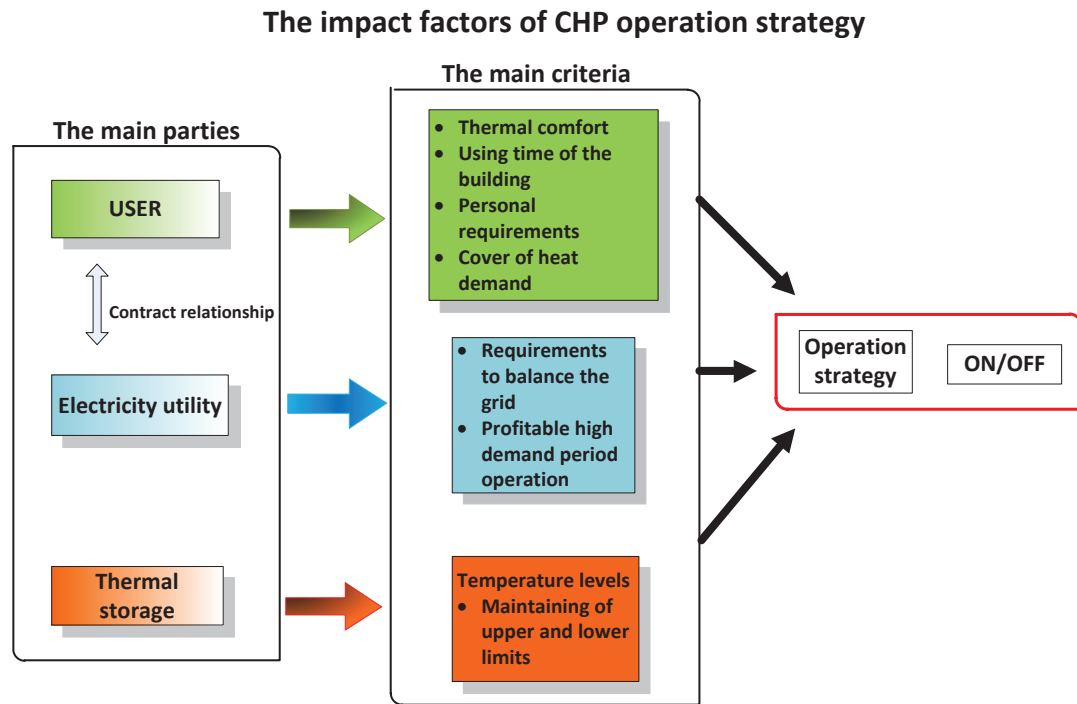 The impact factors of CHP operation strategy
The main criteria
The main parties
USER
Contract relationship
Electricity utility
Thermal
storage
• Thermal comfort
• Using time of the
building
• Personal
requirements
• Cover of heat
demand
• Requirements
to balance the
grid
• Profitable high
demand period
operation
Temperature levels
• Maintaining of
upper and lower
limits
Operation
strategy
ON/OFF